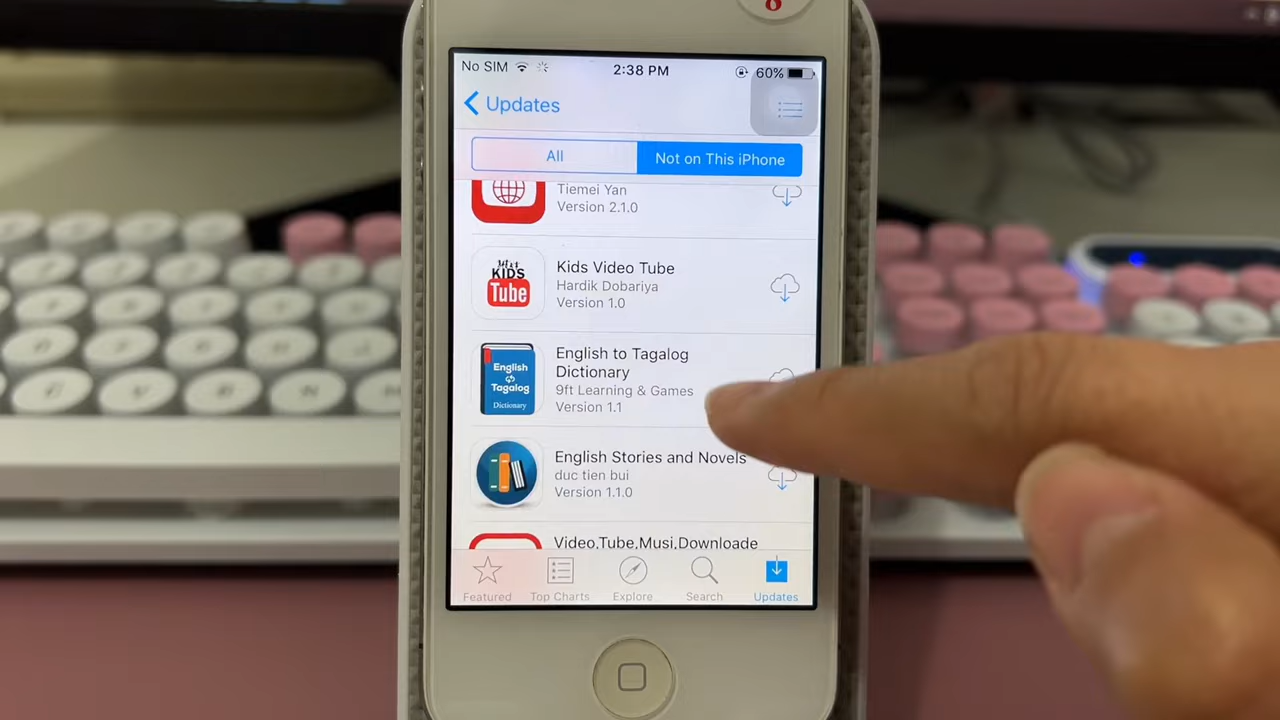 8
No SIM 2:38 PM 60%
Updates
All Not on This iPhone
Tiemei Yan
Version 2.1.0
KIDS
Tube
Kids Video Tube
Hardik Dobariya
Version 1.0
English
Tagalog
Dictionary
English to Tagalog
Dictionary
9ft Learning & Games
Version 1.1
English Stories and Novels
duc tien bui
Version 1.1.0
Video,Tube,Musi,Downloade
Featured Top Charts Explore Search Updates